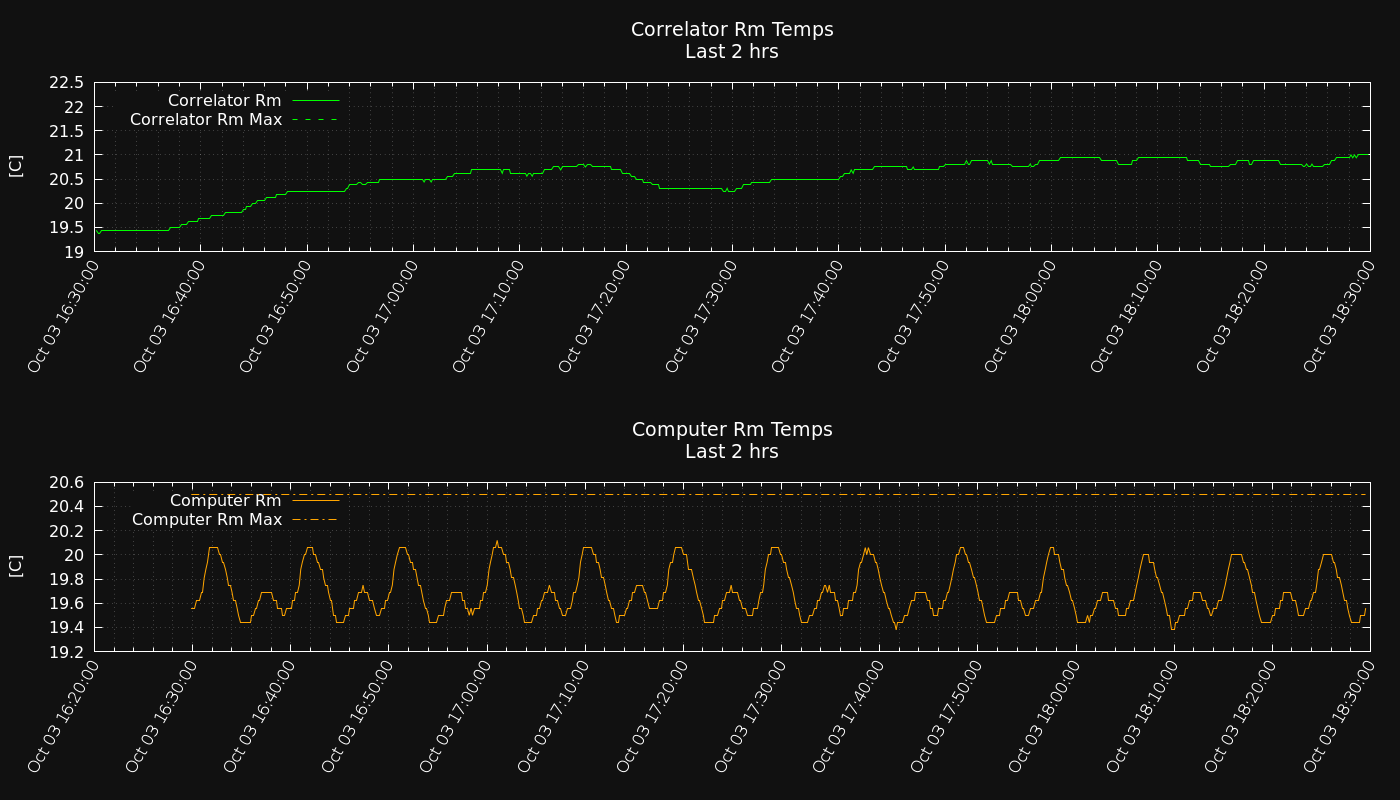 Correlator Rm Temps
Last 2 hrs
22.5
22
21.5
21
20.5
20
19.5
19
[C]
Correlator Rm
Correlator Rm Max
Oct 03 16:30:00
Oct 03 16:40:00
Oct 03 16:50:00
Oct 03 17:00:00
Oct 03 17:10:00
Oct 03 17:20:00
Oct 03 17:30:00
Oct 03 17:40:00
Oct 03 17:50:00
Oct 03 18:00:00
Oct 03 18:10:00
Oct 03 18:20:00
Oct 03 18:30:00
Computer Rm Temps
Last 2 hrs
20.6
20.4
20.2
20
19.8
19.6
19.4
19.2
[C]
Computer Rm
Computer Rm Max
Oct 03 16:20:00
Oct 03 16:30:00
Oct 03 16:40:00
Oct 03 16:50:00
Oct 03 17:00:00
Oct 03 17:10:00
Oct 03 17:20:00
Oct 03 17:30:00
Oct 03 17:40:00
Oct 03 17:50:00
Oct 03 18:00:00
Oct 03 18:10:00
Oct 03 18:20:00
Oct 03 18:30:00